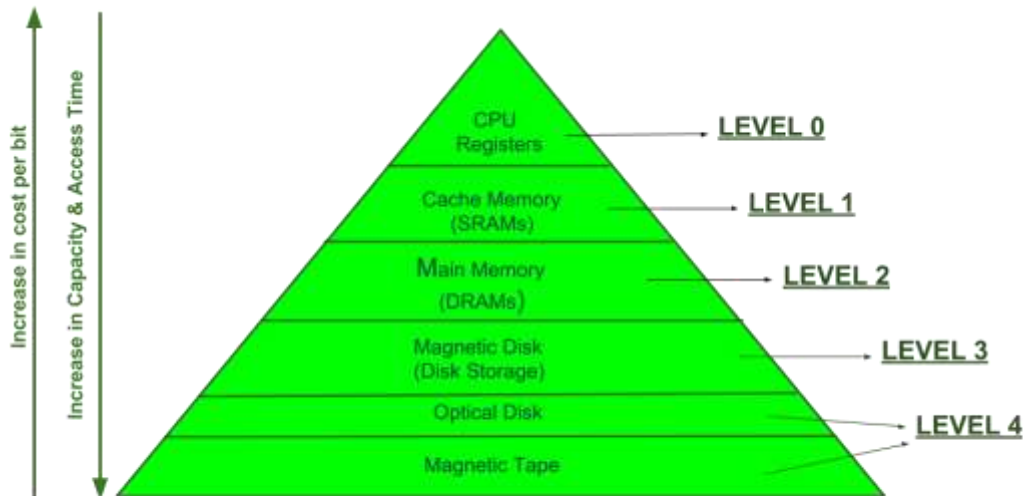 Increase in cost per bit
Increase in Capacity & Access Time
CPU
Registers
LEVEL 0
Cache Memory
(SRAMs)
LEVEL 1
Main Memory
(DRAMs)
LEVEL 2
Magnetic Disk
(Disk Storage)
LEVEL 3
Optical Disk
LEVEL 4
Magnetic Tape